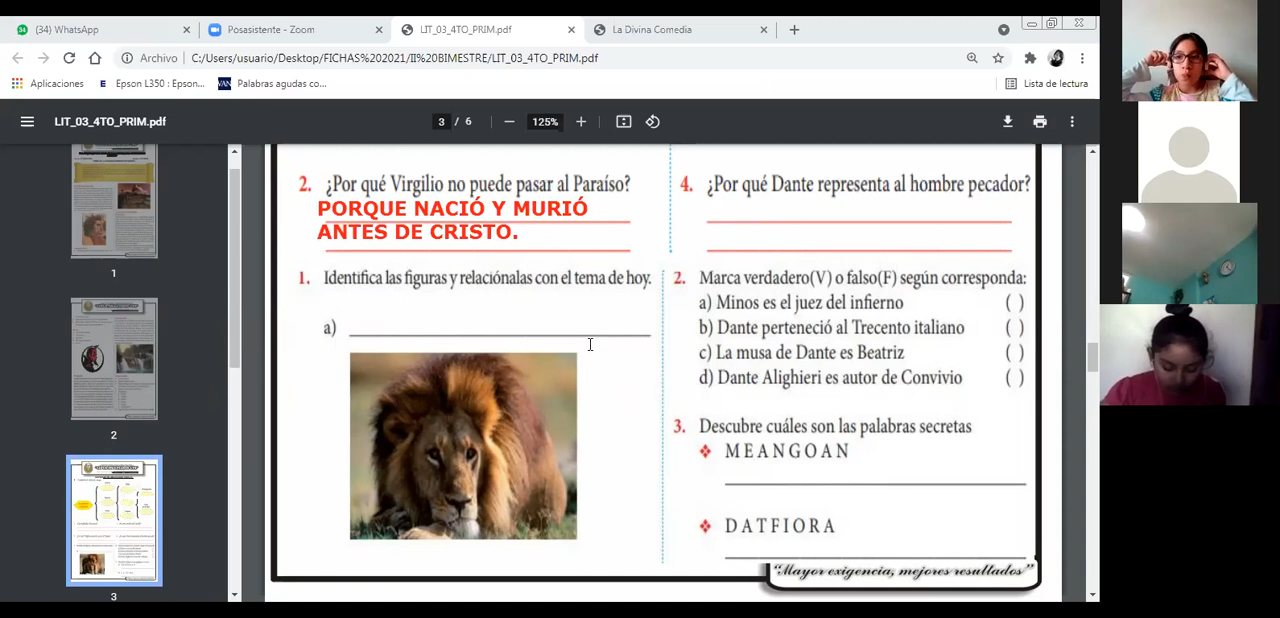 (34) WhatsApp
Posasistente - Zoom
LIT_03_4TO_PRIM.pdf
La Divina Comedia
Archivo
C:/Users/usuario/Desktop/FICHAS%202021/II%20BIMESTRE/LIT_03_4TO_PRIM.pdf
Aplicaciones
Epson L350 : Epson...
Palabras agudas co...
Lista de lectura
LIT_03_4TO_PRIM.pdf
3 / 6
125%
1
2
3
2. ¿Por qué Virgilio no puede pasar al Paraíso?
PORQUE NACIÓ Y MURIÓ
ANTES DE CRISTO.
1. Identifica las figuras y relaciónalas con el tema de hoy.
a)
4. ¿Por qué Dante representa al hombre pecador?
2. Marca verdadero(V) o falso(F) según corresponda:
a) Minos es el juez del infierno ( )
b) Dante perteneció al Trecento italiano ( )
c) La musa de Dante es Beatriz ( )
d) Dante Alighieri es autor de Convivio ( )
3. Descubre cuáles son las palabras secretas
M E A N G O A N
D A T F I O R A
"Mayor exigencia, mejores resultados"